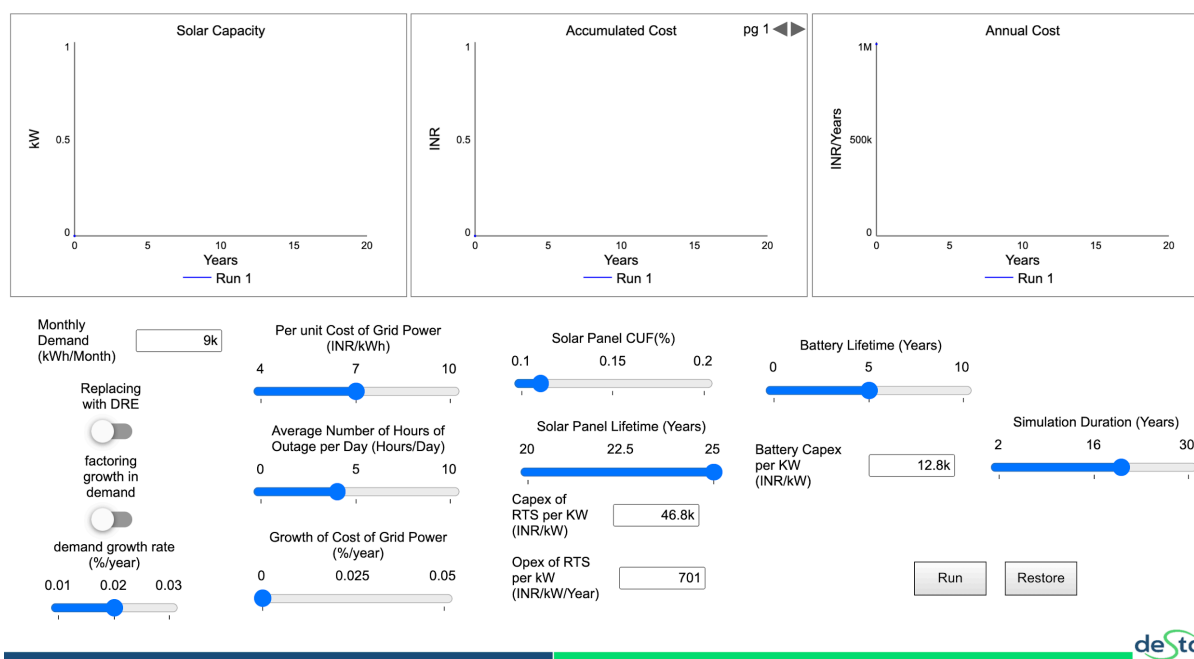 Solar Capacity
1
0.5
0
kW
0 5 10 15 20
Years
Run 1
Accumulated Cost
pg 1
1
0.5
0
INR
0 5 10 15 20
Years
Run 1
Annual Cost
1M
500k
0
INR/Years
0 5 10 15 20
Years
Run 1
Monthly
Demand
(kWh/Month)
9k
Replacing
with DRE
factoring
growth in
demand
demand growth rate
(%/year)
0.01 0.02 0.03
Per unit Cost of Grid Power
(INR/kWh)
4 7 10
Average Number of Hours of
Outage per Day (Hours/Day)
0 5 10
Growth of Cost of Grid Power
(%/year)
0 0.025 0.05
Solar Panel CUF(%)
0.1 0.15 0.2
Solar Panel Lifetime (Years)
20 22.5 25
Capex of
RTS per KW
(INR/kW)
46.8k
Opex of RTS
per kW
(INR/kW/Year)
701
Battery Lifetime (Years)
0 5 10
Battery Capex
per KW
(INR/kW)
12.8k
Simulation Duration (Years)
2 16 30
Run
Restore